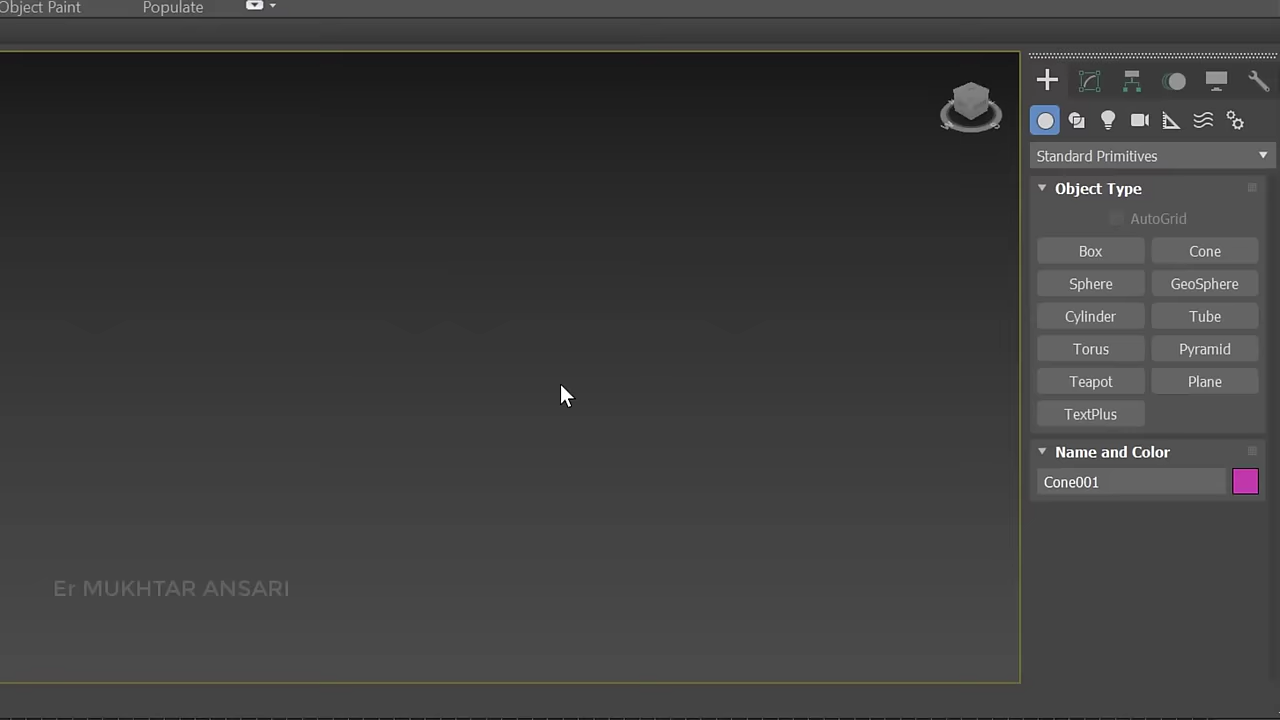 Object Paint
Populate
Standard Primitives
Object Type
AutoGrid
Box
Cone
Sphere
GeoSphere
Cylinder
Tube
Torus
Pyramid
Teapot
Plane
TextPlus
Name and Color
Cone001
Er MUKHTAR ANSARI